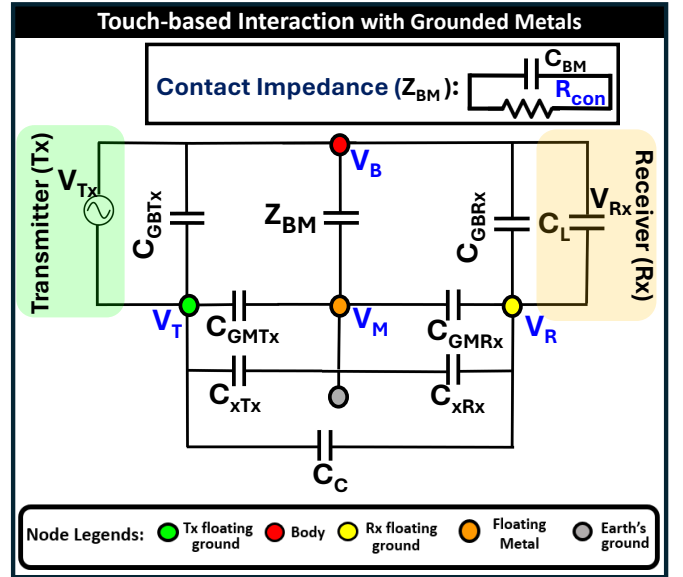 Touch-based Interaction with Grounded Metals
Contact Impedance (Z_BM):
C_BM
R_con
Transmitter (Tx)
V_Tx
C_GBTx
V_B
Z_BM
C_GBRx
C_L
V_Rx
Receiver (Rx)
V_T
C_GMTx
V_M
C_GMRx
V_R
C_xTx
C_xRx
C_C
Node Legends:
Tx floating
ground
Body
Rx floating
ground
Floating
Metal
Earth's
ground